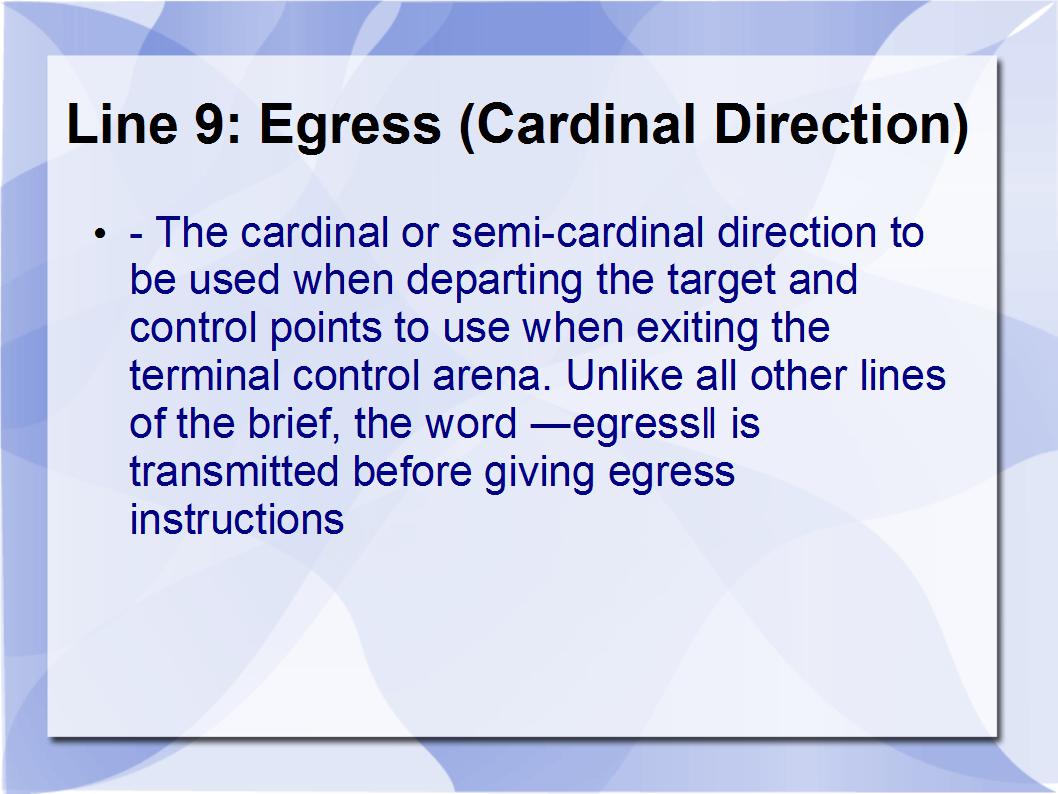 Line 9: Egress (Cardinal Direction)
• - The cardinal or semi-cardinal direction to
be used when departing the target and
control points to use when exiting the
terminal control arena. Unlike all other lines
of the brief, the word ―egress‖ is
transmitted before giving egress
instructions